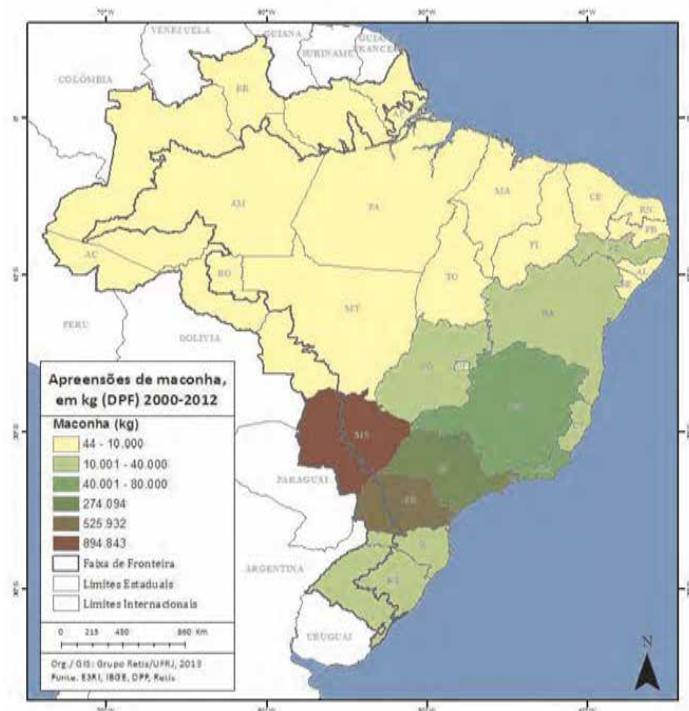 VENEZUELA
GUIANA
SURINAME
GUIANA
FRANCESA
COLÔMBIA
RR
AP
AM
PA
MA
CE
RN
PB
PI
PE
AL
SE
AC
TO
RO
BA
MT
PERU
BOLIVIA
GO
DF
MG
ES
MS
SP
RJ
PARAGUAI
PR
SC
ARGENTINA
RS
URUGUAI
Apreensões de maconha,
em kg (DPF) 2000-2012
Maconha (kg)
44 - 10.000
10.001 - 40.000
40.001 - 80.000
274.094
525.932
894.843
Faixa de Fronteira
Limites Estaduais
Limites Internacionais
0 215 430 860 Km
Org./ GIS: Grupo Retis/UFRJ, 2013
Fonte: ESRI, IBGE, DPF, Retis
N